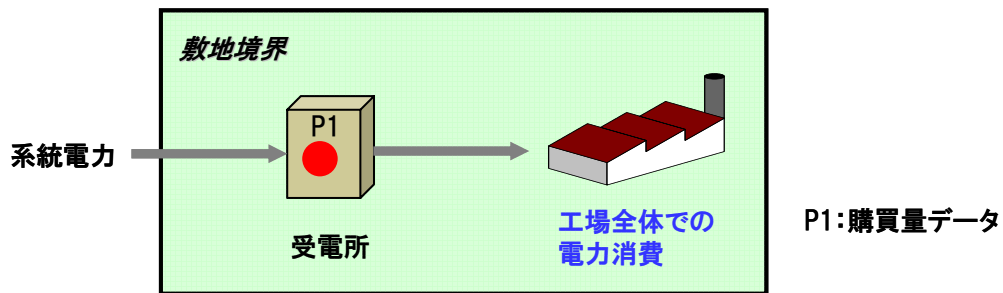 敷地境界
P1
系統電力
受電所
工場全体での
電力消費
P1:購買量データ